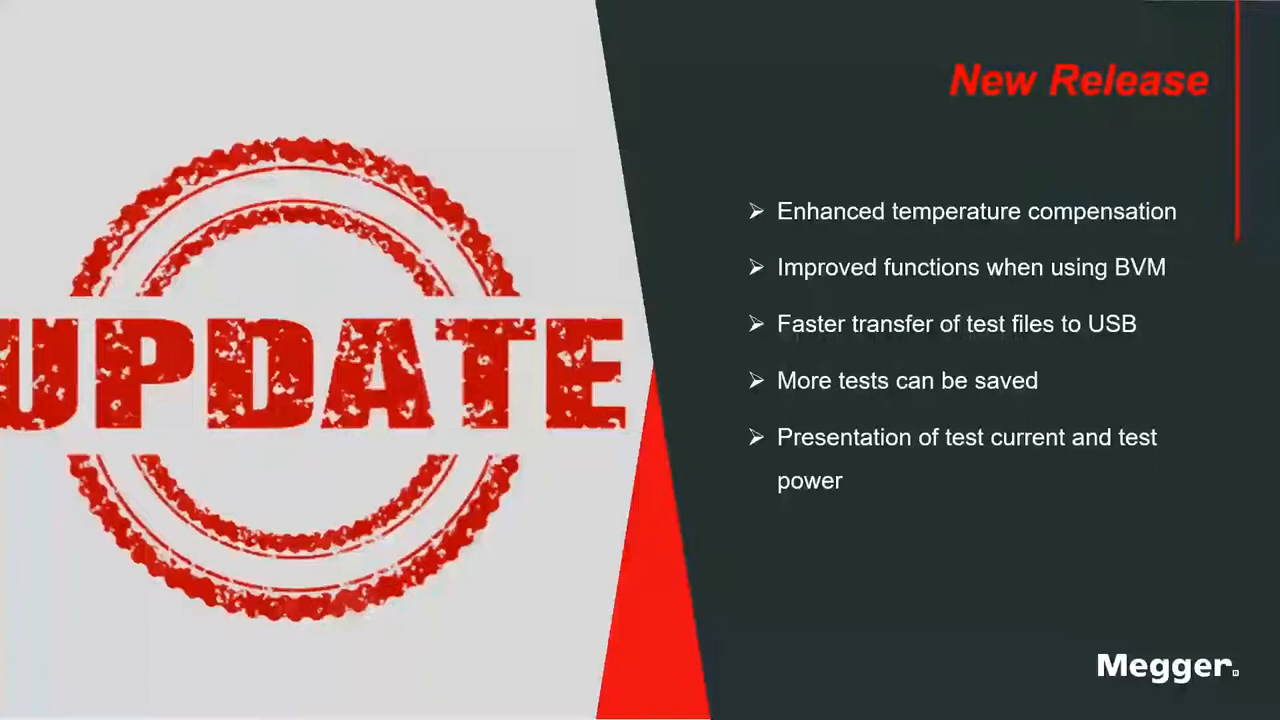 UPDATE
New Release
Enhanced temperature compensation
Improved functions when using BVM
Faster transfer of test files to USB
More tests can be saved
Presentation of test current and test
power
Megger.